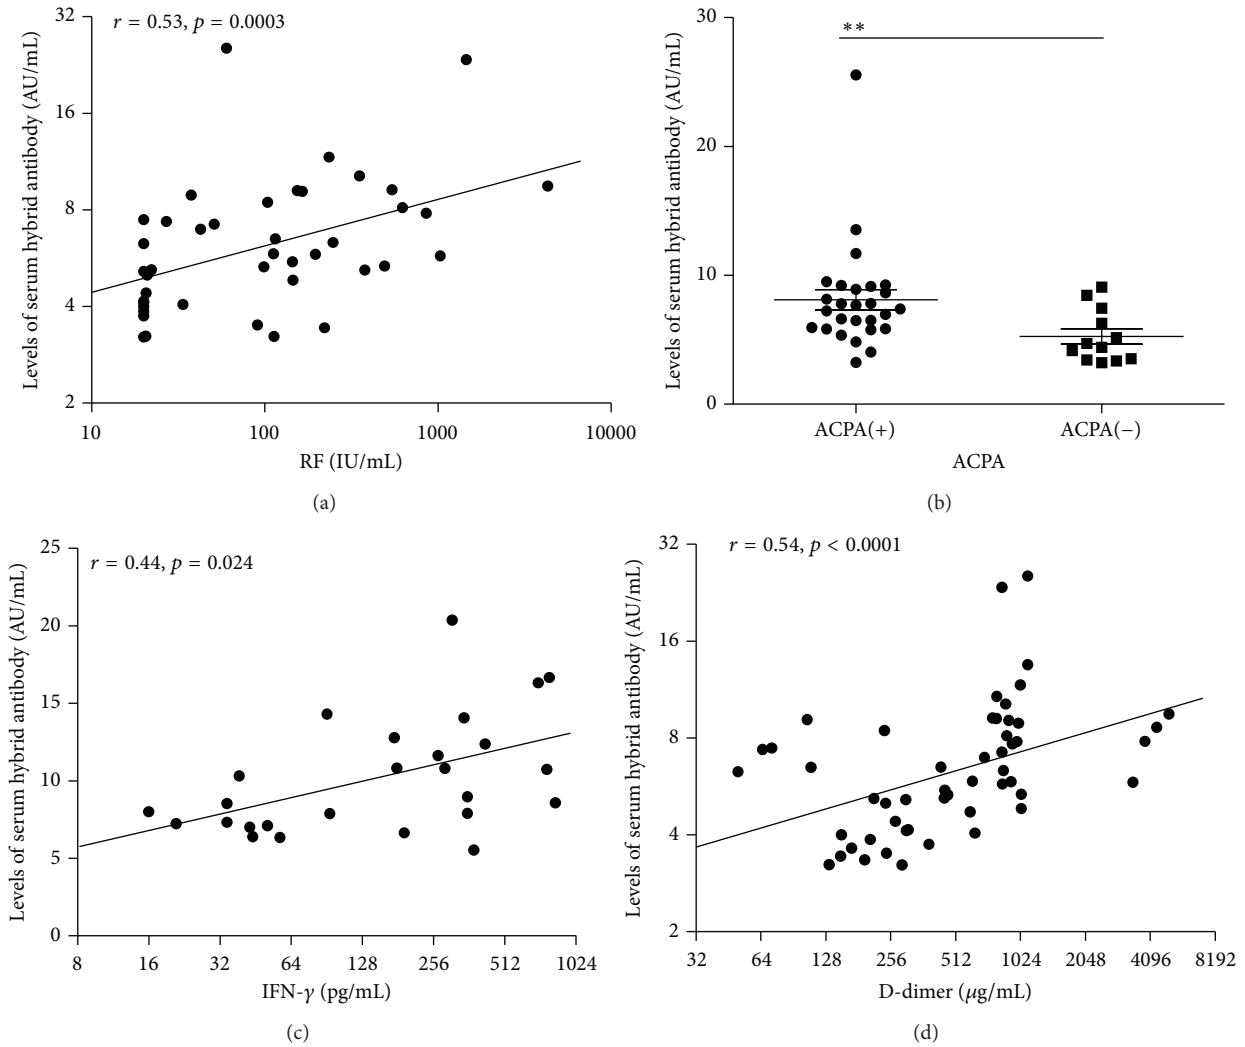 r = 0.53, p = 0.0003
Levels of serum hybrid antibody (AU/mL)
32
16
8
4
2
10 100 1000 10000
RF (IU/mL)
(a)
**
Levels of serum hybrid antibody (AU/mL)
30
20
10
0
ACPA(+) ACPA(−)
ACPA
(b)
r = 0.44, p = 0.024
Levels of serum hybrid antibody (AU/mL)
25
20
15
10
5
0
8 16 32 64 128 256 512 1024
IFN-γ (pg/mL)
(c)
r = 0.54, p < 0.0001
Levels of serum hybrid antibody (AU/mL)
32
16
8
4
2
32 64 128 256 512 1024 2048 4096 8192
D-dimer (μg/mL)
(d)